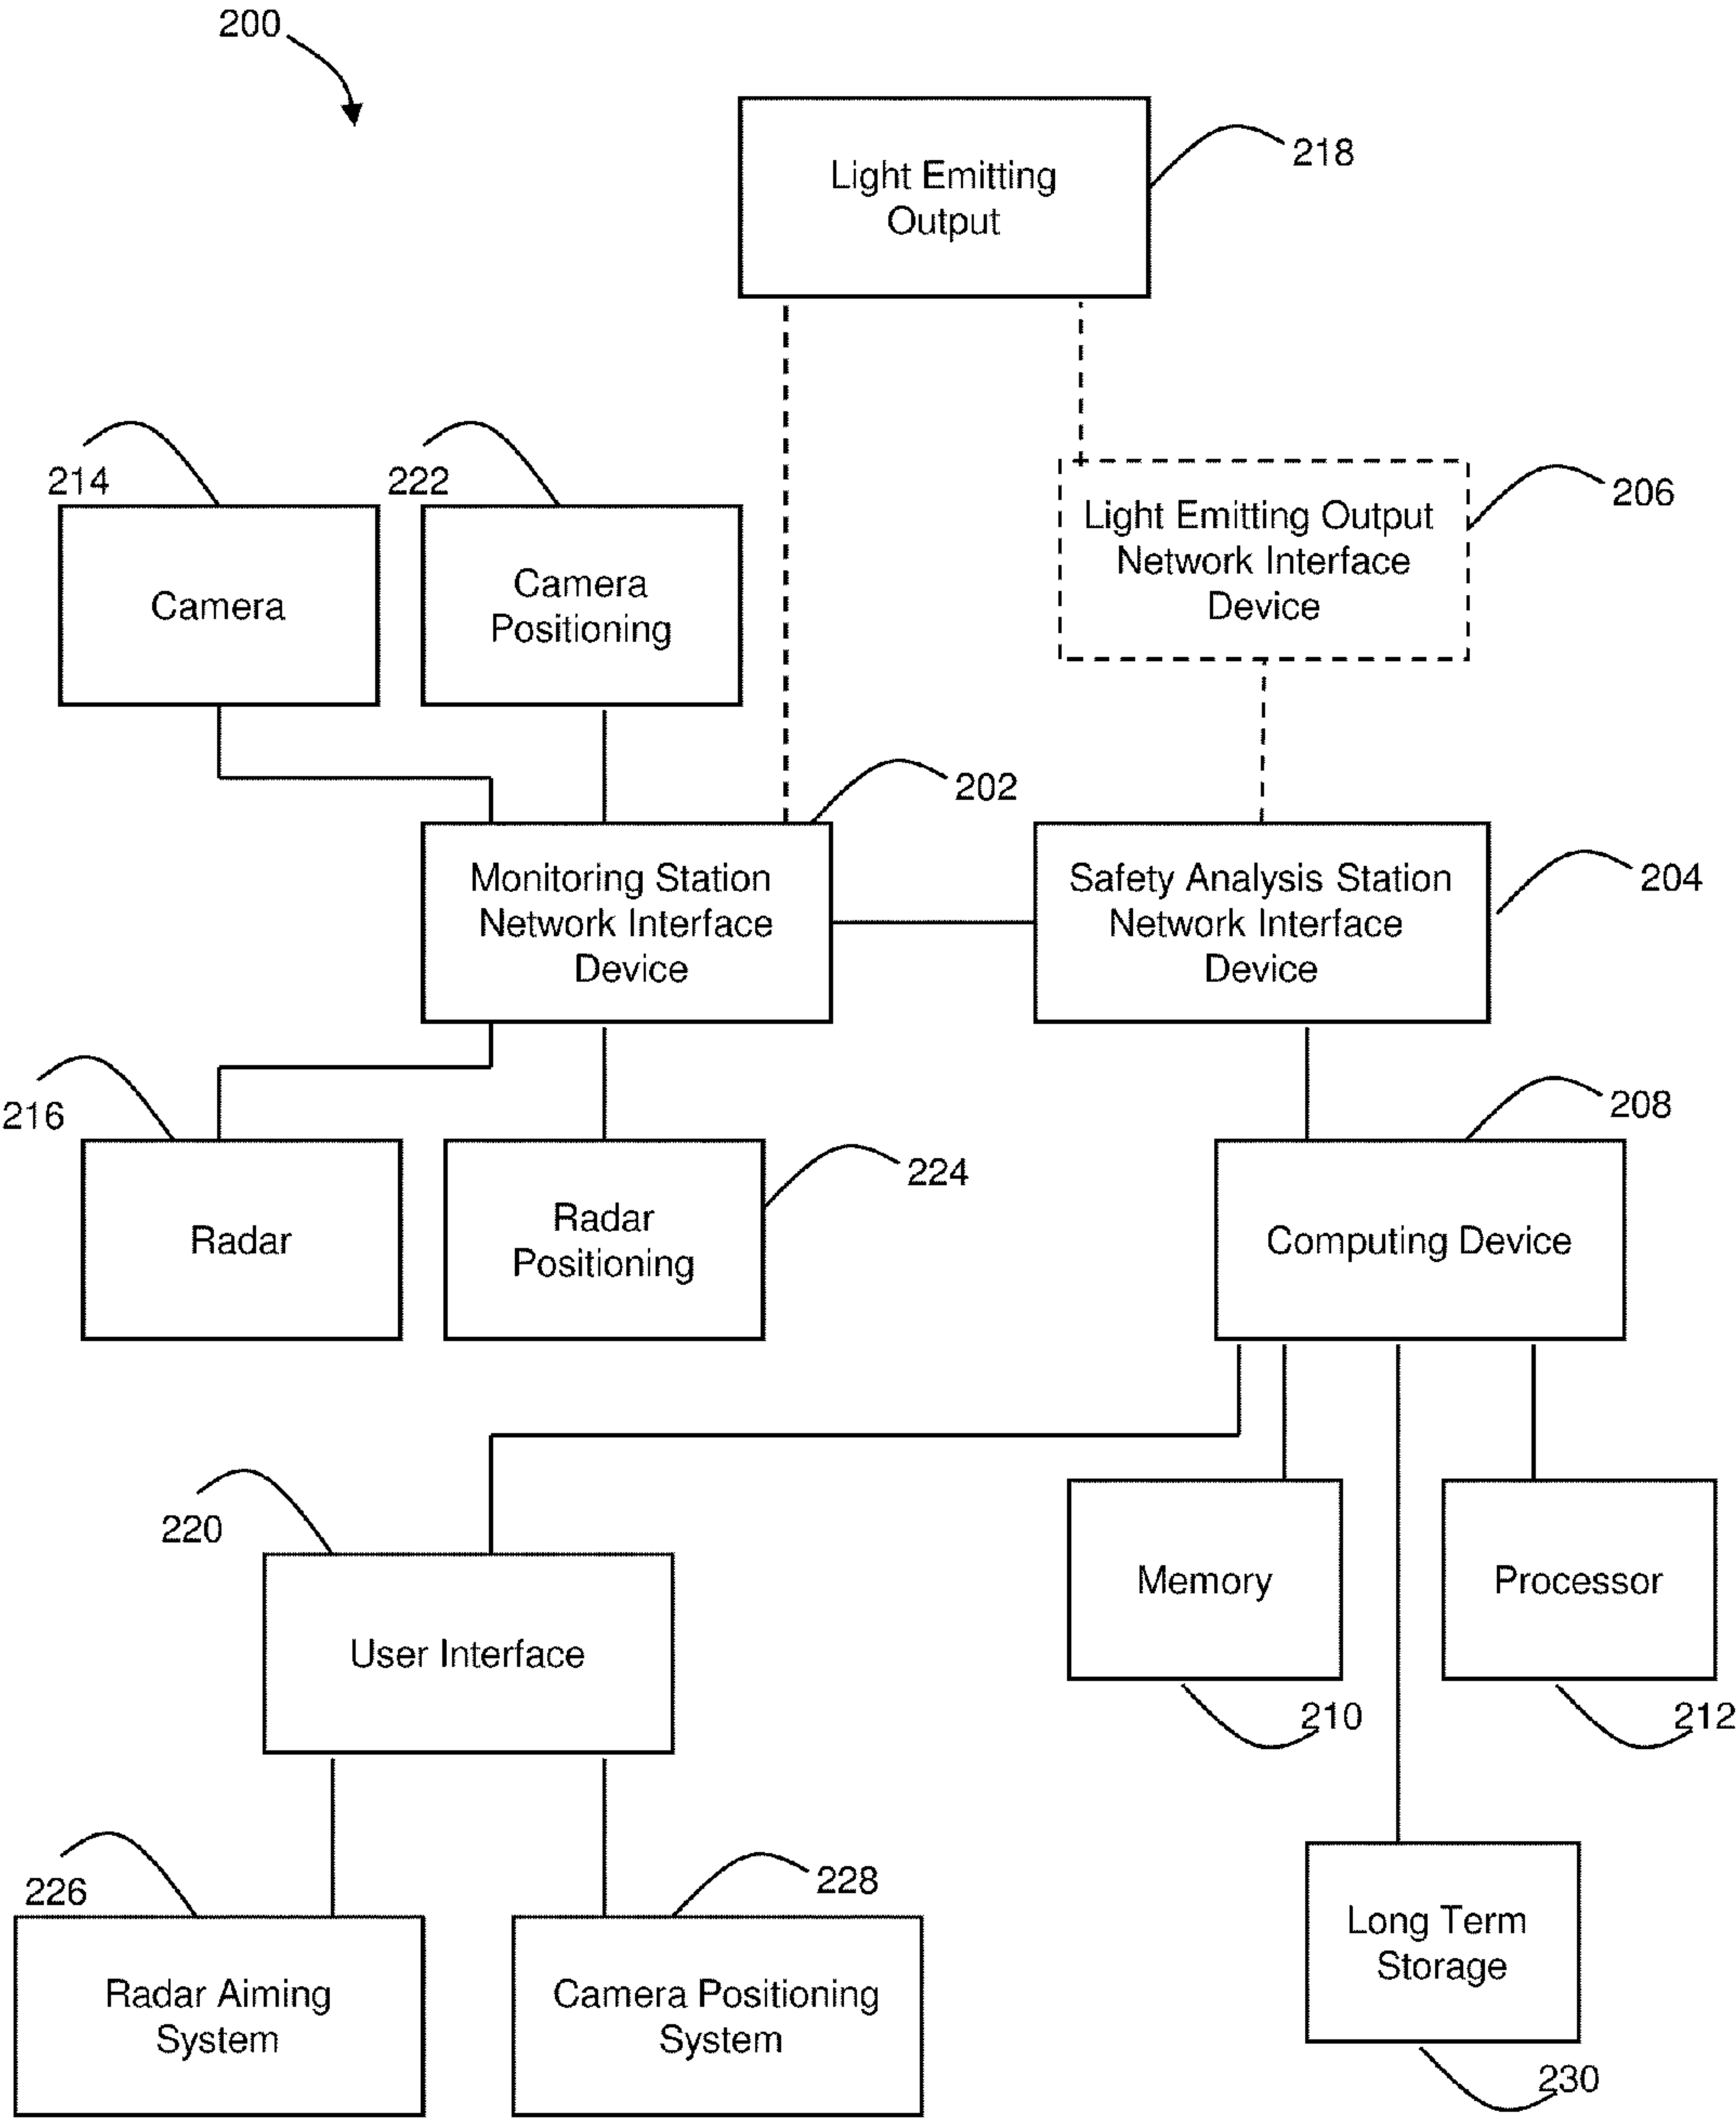 200
Light Emitting
Output
218
214
222
Camera
Camera
Positioning
Light Emitting Output
Network Interface
Device
206
202
Monitoring Station
Network Interface
Device
Safety Analysis Station
Network Interface
Device
204
216
Radar
Radar
Positioning
224
208
Computing Device
220
User Interface
Memory
210
Processor
212
226
Radar Aiming
System
228
Camera Positioning
System
Long Term
Storage
230